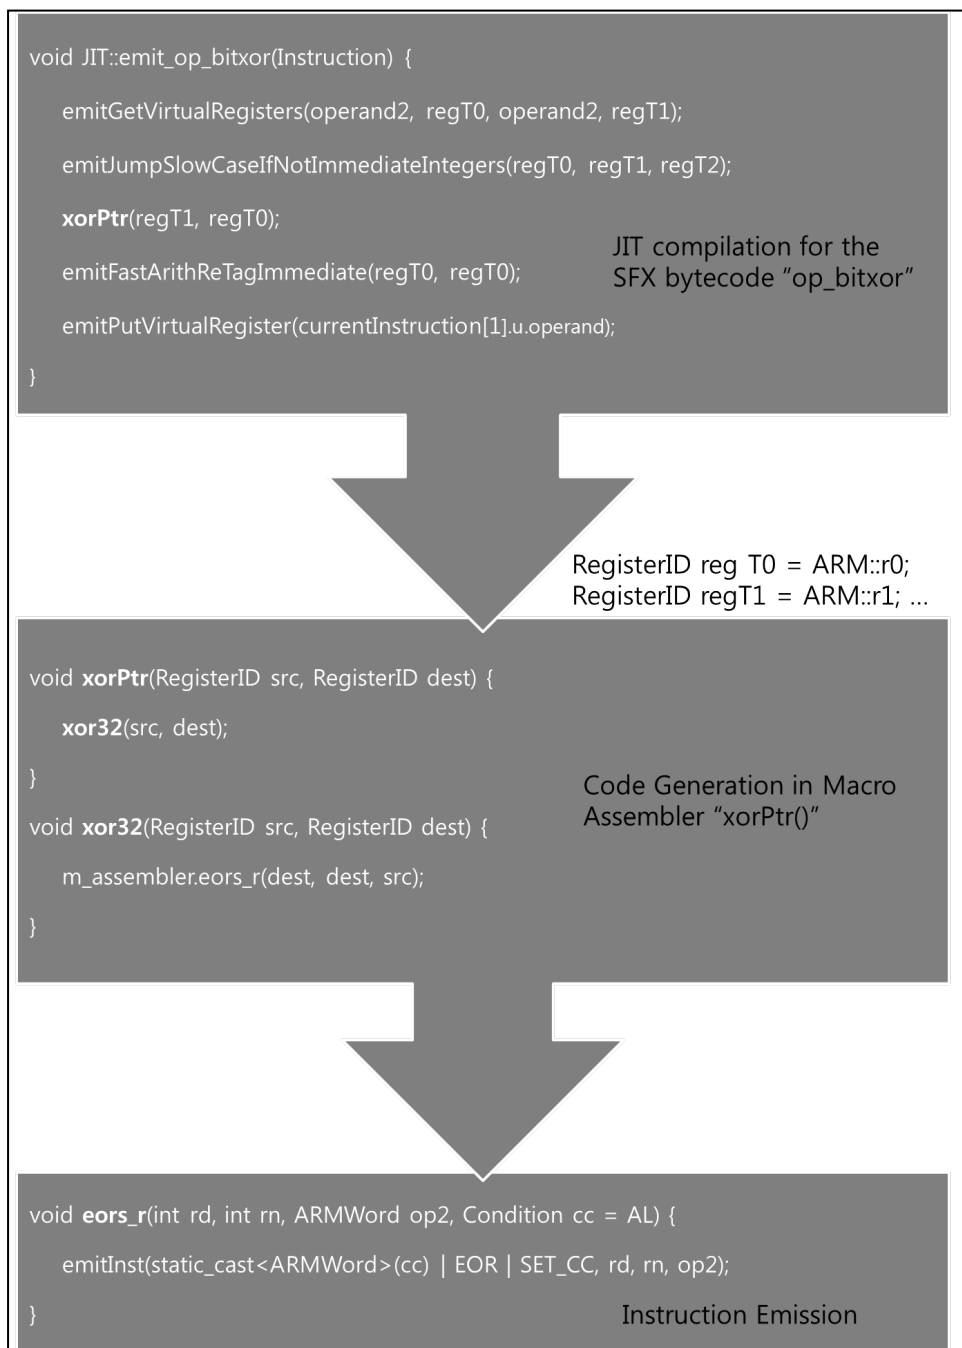 void JIT::emit_op_bitxor(Instruction) {
emitGetVirtualRegisters(operand2, regT0, operand2, regT1);
emitJumpSlowCaseIfNotImmediateIntegers(regT0, regT1, regT2);
xorPtr(regT1, regT0);
emitFastArithReTagImmediate(regT0, regT0);
emitPutVirtualRegister(currentInstruction[1].u.operand);
}
JIT compilation for the
SFX bytecode “op_bitxor”
RegisterID reg T0 = ARM::r0;
RegisterID regT1 = ARM::r1; …
void xorPtr(RegisterID src, RegisterID dest) {
xor32(src, dest);
}
void xor32(RegisterID src, RegisterID dest) {
m_assembler.eors_r(dest, dest, src);
}
Code Generation in Macro
Assembler “xorPtr()”
void eors_r(int rd, int rn, ARMWord op2, Condition cc = AL) {
emitInst(static_cast<ARMWord>(cc) | EOR | SET_CC, rd, rn, op2);
}
Instruction Emission